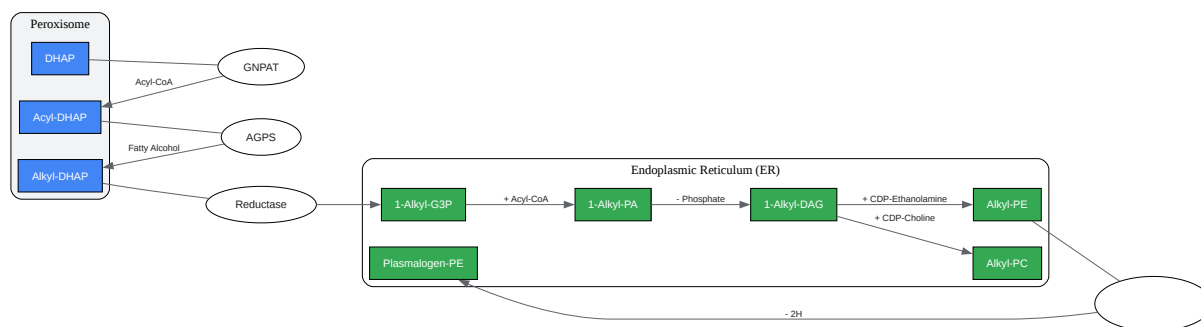 Peroxisome
DHAP
GNPAT
Acyl-CoA
Acyl-DHAP
AGPS
Fatty Alcohol
Alkyl-DHAP
Reductase
Endoplasmic Reticulum (ER)
1-Alkyl-G3P
+ Acyl-CoA
1-Alkyl-PA
- Phosphate
1-Alkyl-DAG
+ CDP-Ethanolamine
Alkyl-PE
+ CDP-Choline
Plasmalogen-PE
Alkyl-PC
- 2H